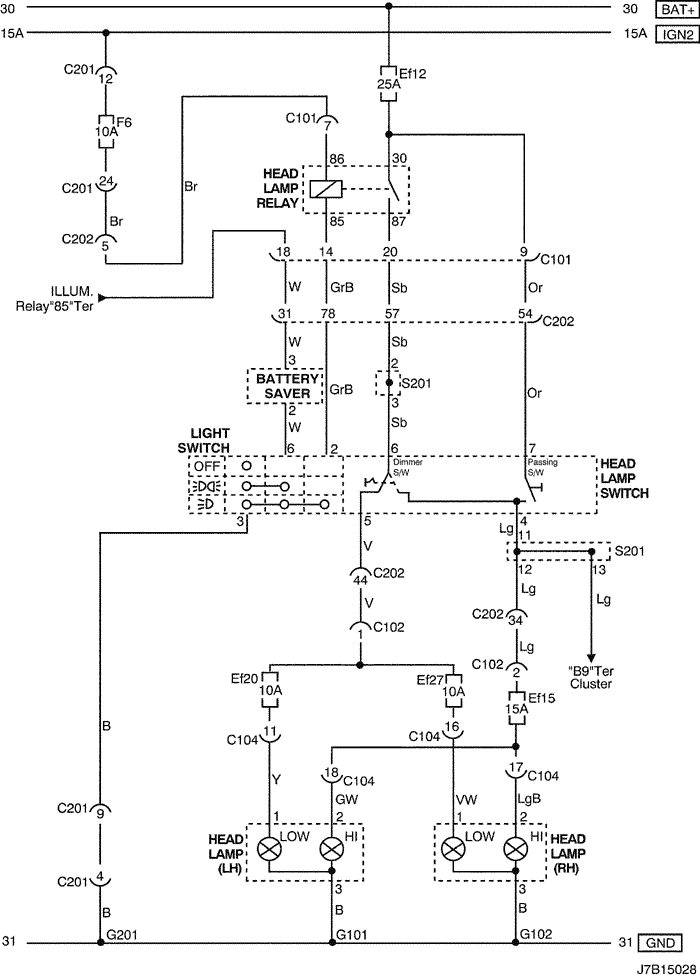 30 30 BAT+
15A 15A IGN2
C201 12 Ef12 25A
F6 10A C101 7
C201 24 Br
86 30
HEAD LAMP RELAY
85 87
Br
C202 5
18 14 20 9 C101
ILLUM.
Relay"85"Ter
W GrB Sb Or
31 78 57 54 C202
W Sb
3 2
BATTERY SAVER GrB S201 Or
2 3
W Sb
LIGHT SWITCH 6 2 6 7
OFF Dimmer S/W Passing S/W HEAD LAMP SWITCH
3 5 4
Lg 11
V S201
12 13
44 C202 Lg Lg
V C202 34
1 C102 Lg
C102 2 "B9"Ter Cluster
Ef20 10A Ef27 10A Ef15 15A
B 11 C104 16 C104
18 C104 17 C104
Y GW VW LgB
C201 9 1 2 1 2
HEAD LAMP (LH) LOW HI LOW HI HEAD LAMP (RH)
C201 4 3 3
B B B
31 G201 G101 G102 31 GND
J7B15028